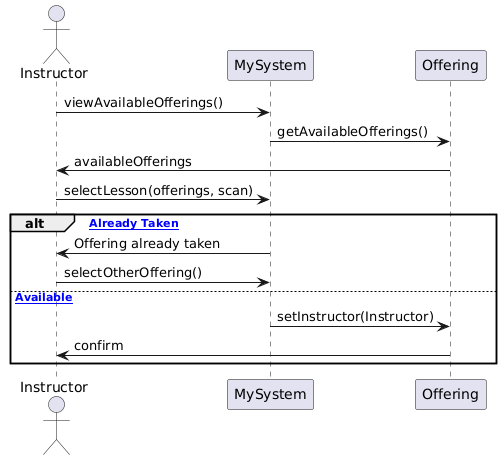 Instructor
MySystem
Offering
viewAvailableOfferings()
getAvailableOfferings()
availableOfferings
selectLesson(offerings, scan)
alt
Already Taken
Offering already taken
selectOtherOffering()
Available
setInstructor(Instructor)
confirm
Instructor
MySystem
Offering